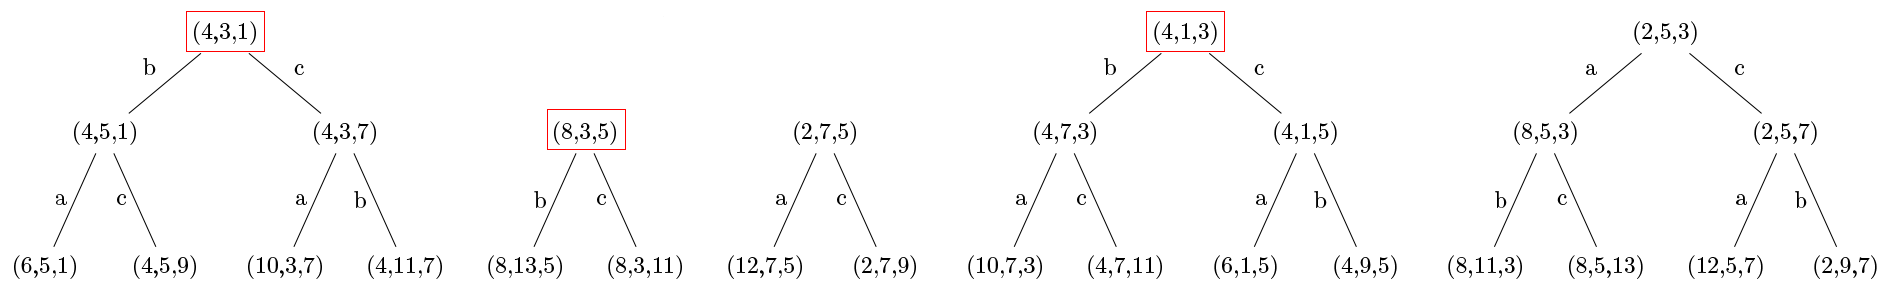 (4,3,1) (4,1,3) (2,5,3)
b c b c a c
(4,5,1) (4,3,7) (8,3,5) (2,7,5) (4,7,3) (4,1,5) (8,5,3) (2,5,7)
a c a b b c a c a c a b b c a b
(6,5,1) (4,5,9) (10,3,7) (4,11,7) (8,13,5) (8,3,11) (12,7,5) (2,7,9) (10,7,3) (4,7,11) (6,1,5) (4,9,5) (8,11,3) (8,5,13) (12,5,7) (2,9,7)